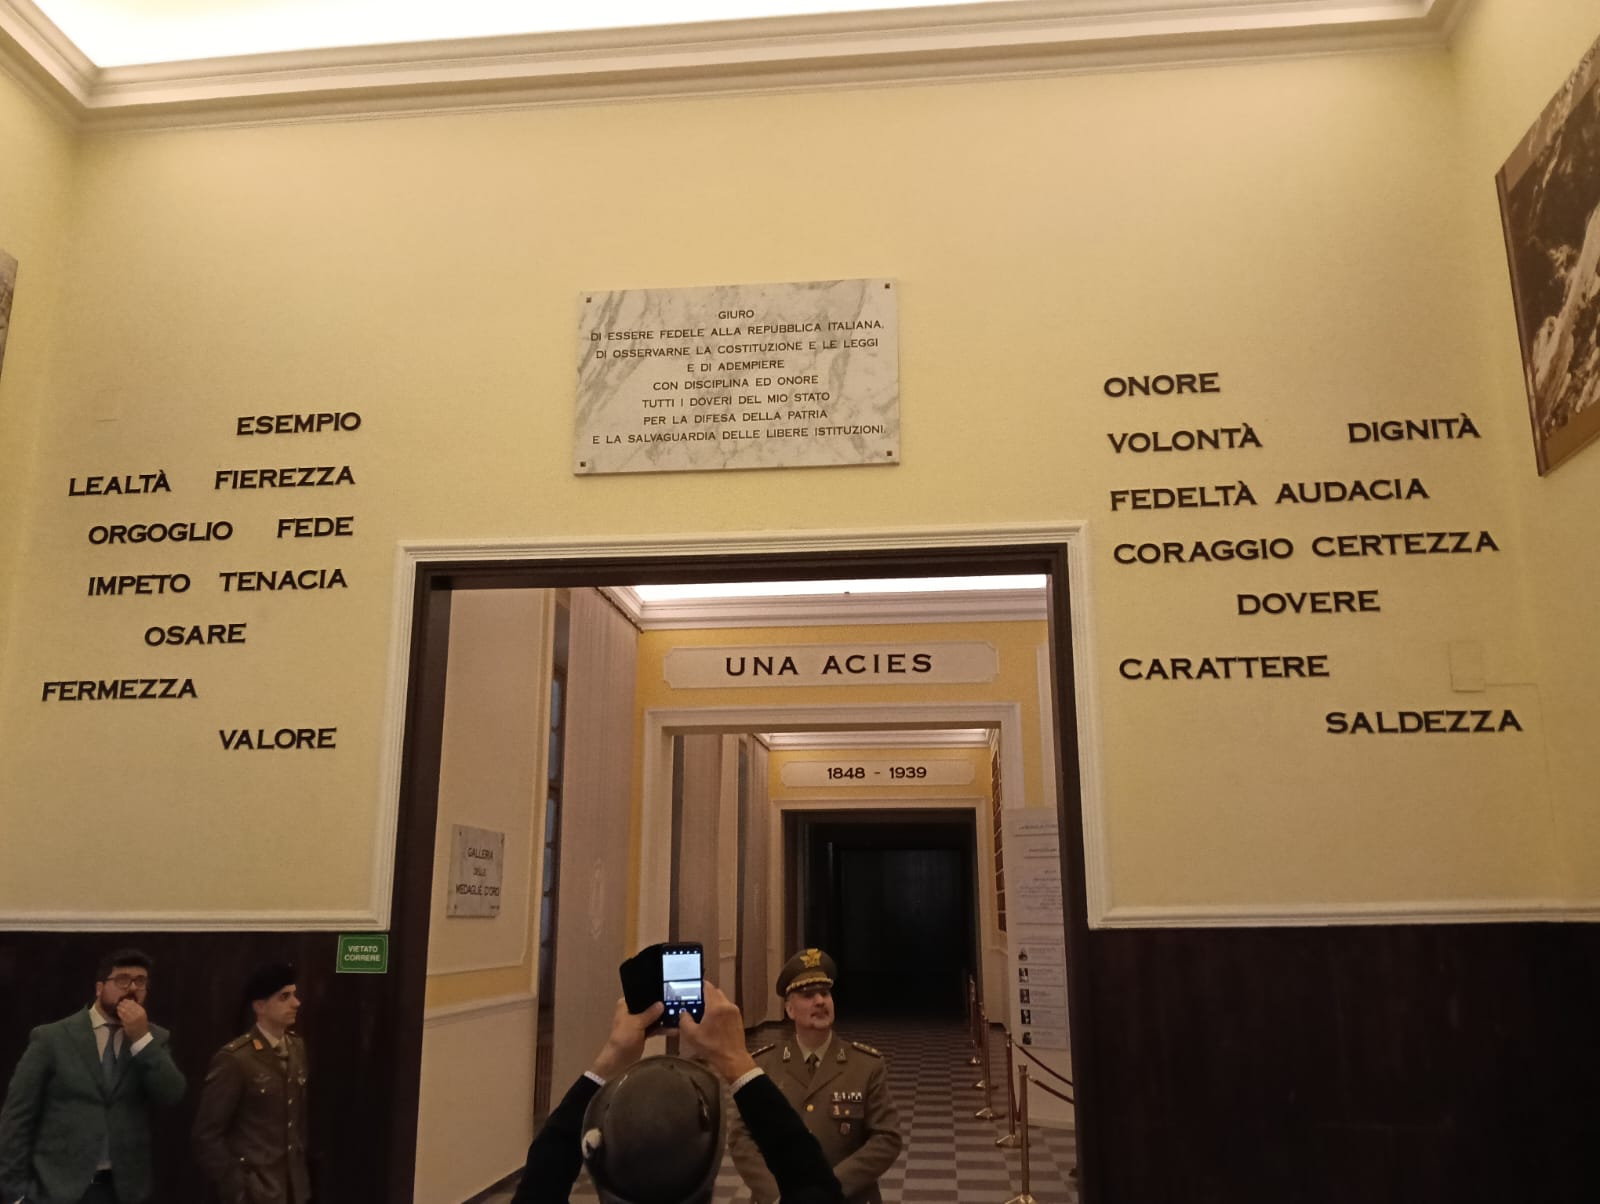 GIURO
DI ESSERE FEDELE ALLA REPUBBLICA ITALIANA,
DI OSSERVARNE LA COSTITUZIONE E LE LEGGI
E DI ADEMPIERE
CON DISCIPLINA ED ONORE
TUTTI I DOVERI DEL MIO STATO
PER LA DIFESA DELLA PATRIA
E LA SALVAGUARDIA DELLE LIBERE ISTITUZIONI.
ESEMPIO
LEALTÀ FIEREZZA
ORGOGLIO FEDE
IMPETO TENACIA
OSARE
FERMEZZA
VALORE
ONORE
VOLONTÀ DIGNITÀ
FEDELTÀ AUDACIA
CORAGGIO CERTEZZA
DOVERE
CARATTERE
SALDEZZA
UNA ACIES
1848 - 1939
GALLERIA
DELLE
MEDAGLIE D'ORO
VIETATO
CORRERE